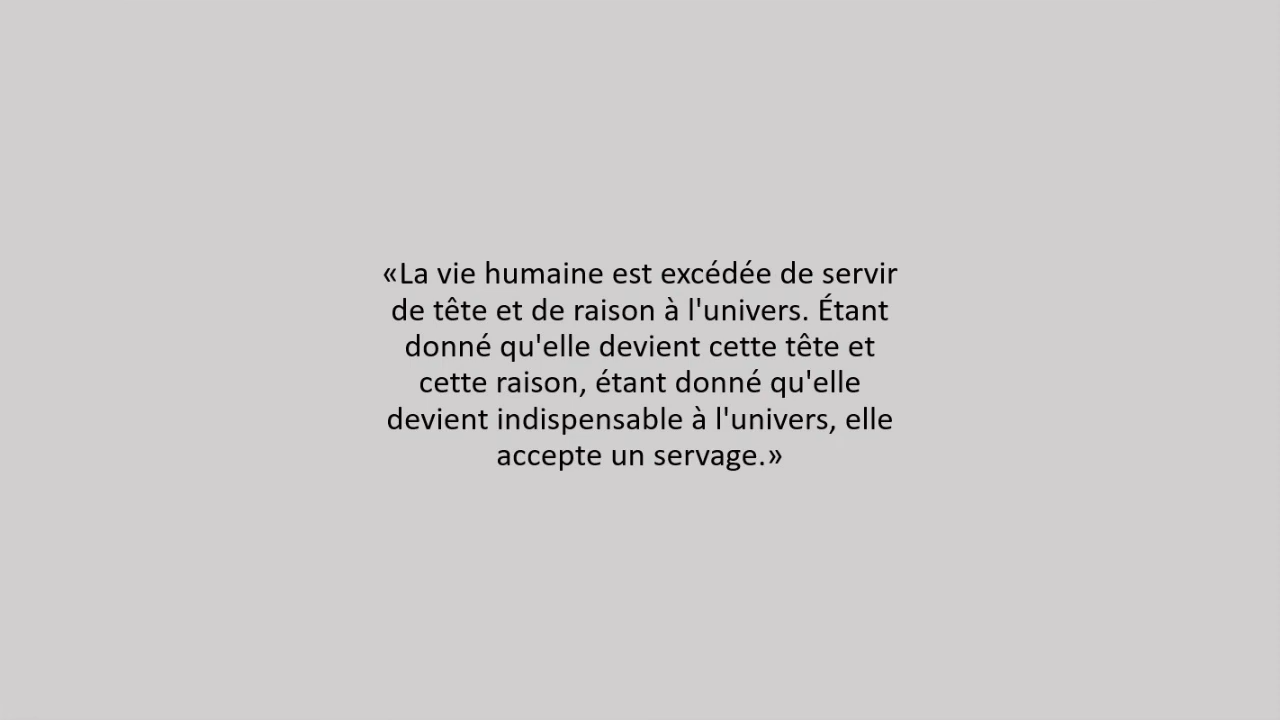 «La vie humaine est excédée de servir
de tête et de raison à l'univers. Étant
donné qu'elle devient cette tête et
cette raison, étant donné qu'elle
devient indispensable à l'univers, elle
accepte un servage.»